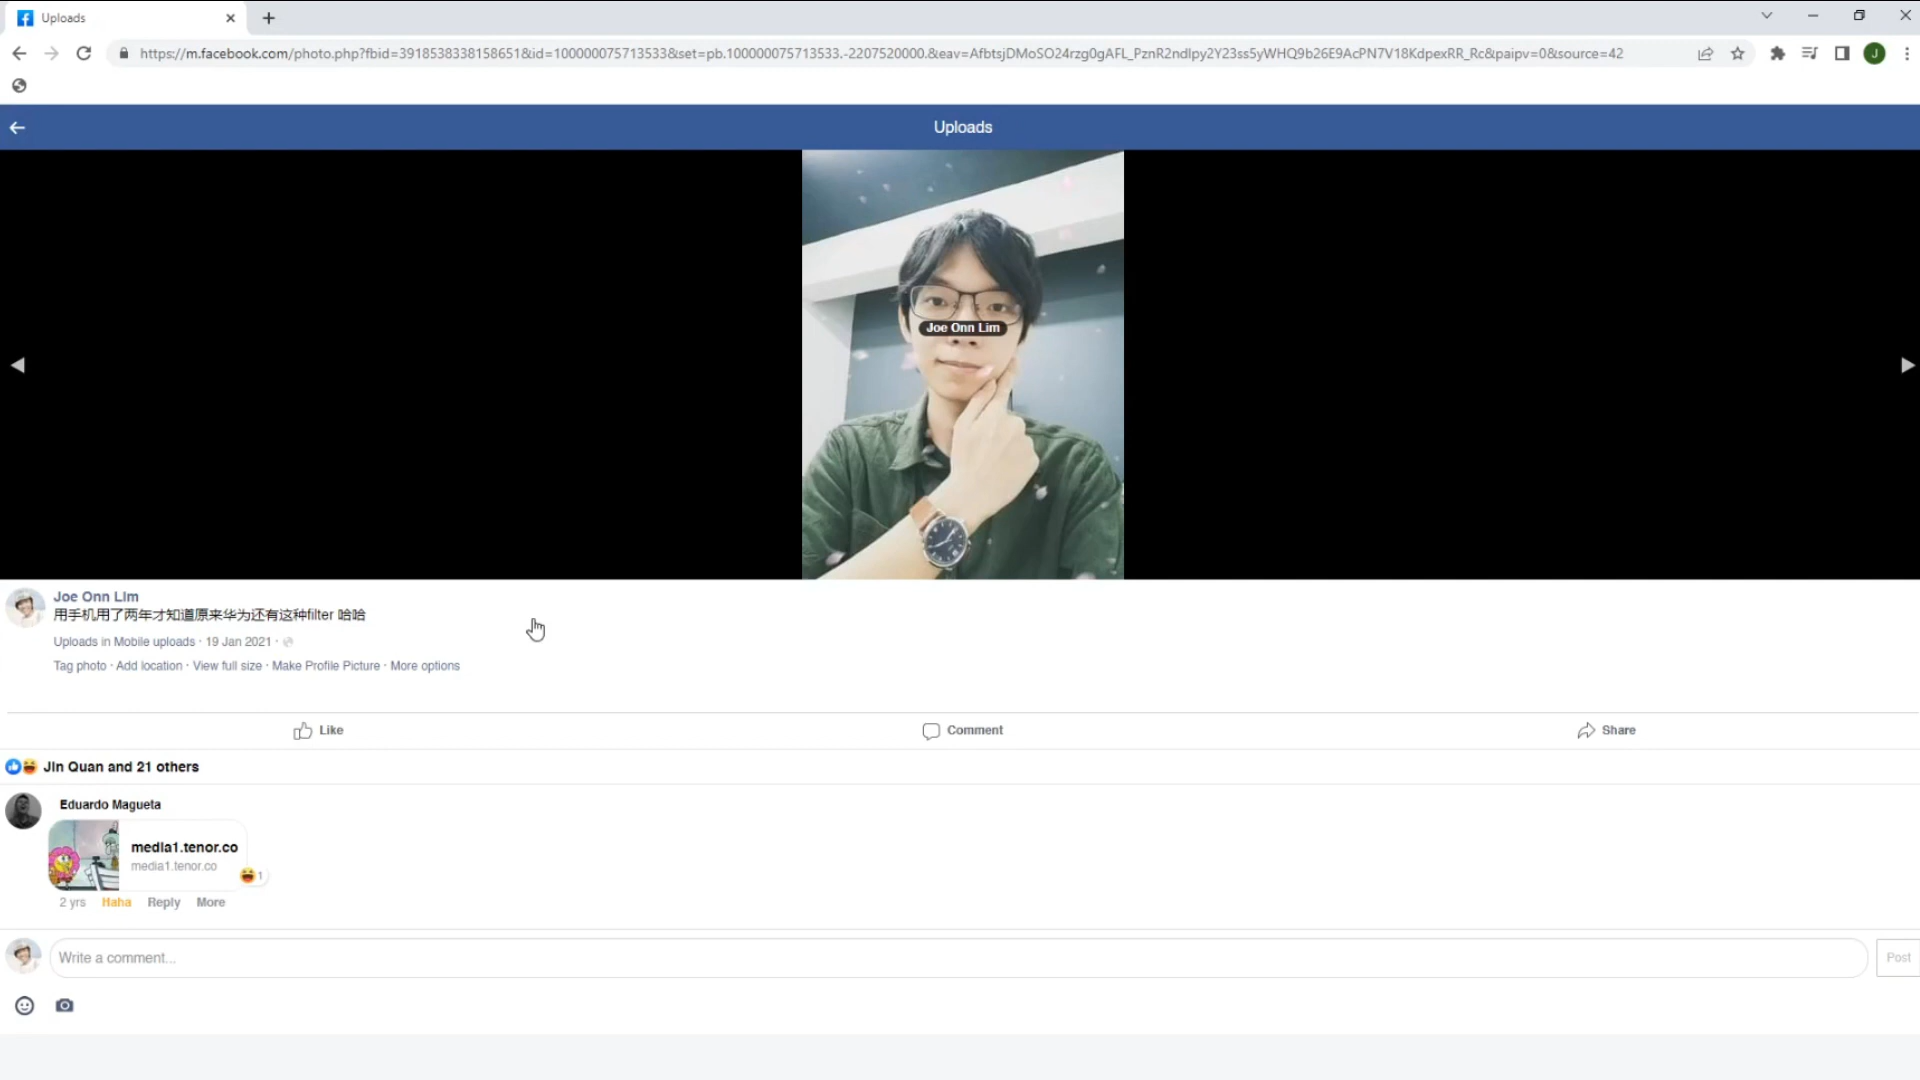 Uploads
https://m.facebook.com/photo.php?fbid=3918538338158651&id=100000075713533&set=pb.100000075713533.-2207520000.&eav=AfbtsjDMoSO24rzg0gAFL_PznR2ndlpy2Y23ss5yWHQ9b26E9AcPN7V18KdpexRR_Rc&paipv=0&source=42
J
Uploads
Joe Onn Lim
Joe Onn Lim
用手机用了两年才知道原来华为还有这种filter 哈哈
Uploads in Mobile uploads · 19 Jan 2021 ·
Tag photo · Add location · View full size · Make Profile Picture · More options
Like
Comment
Share
Jin Quan and 21 others
Eduardo Magueta
media1.tenor.co
media1.tenor.co
1
2 yrs Haha Reply More
Write a comment...
Post